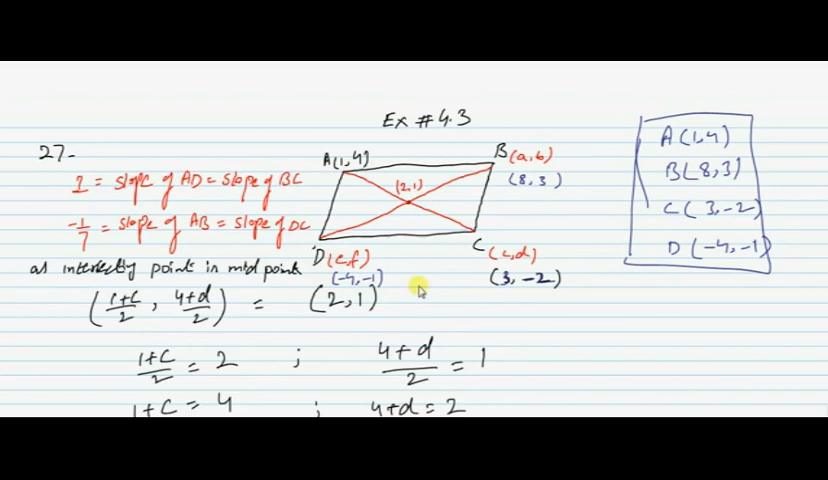 Ex # 4.3
27-
1 = slope of AD = slope of BC
-1/7 = slope of AB = slope of DC
A(1,4)
B(a,b)
(8,3)
(2,1)
D(e,f)
(-4,-1)
C(c,d)
(3,-2)
A(1,4)
B(8,3)
C(3,-2)
D(-4,-1)
as intersecting point in mid point
(1+c/2, 4+d/2) = (2,1)
1+c/2 = 2 ; 4+d/2 = 1
1+c = 4 ; 4+d = 2